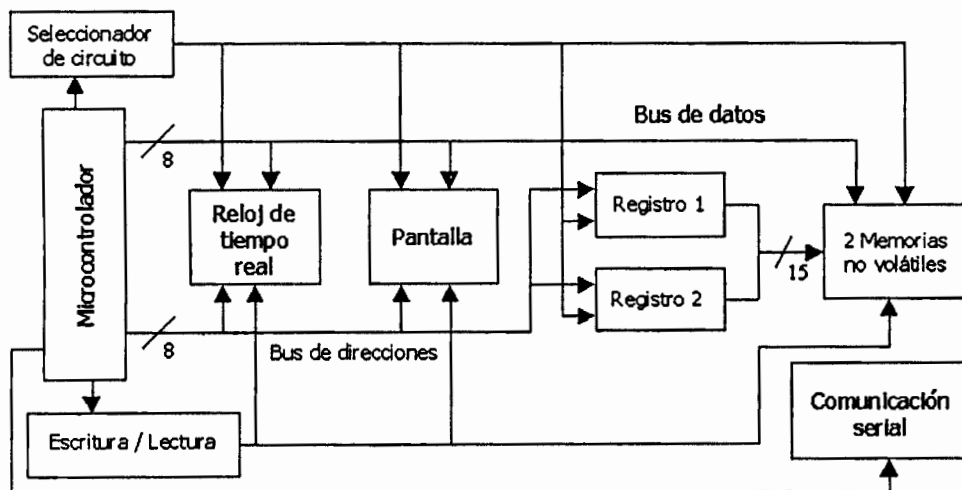 Seleccionador
de circuito
Bus de datos
8
Microcontrolador
Reloj de
tiempo
real
Pantalla
Registro 1
Registro 2
15
2 Memorias
no volátiles
8
Bus de direcciones
Escritura / Lectura
Comunicación
serial